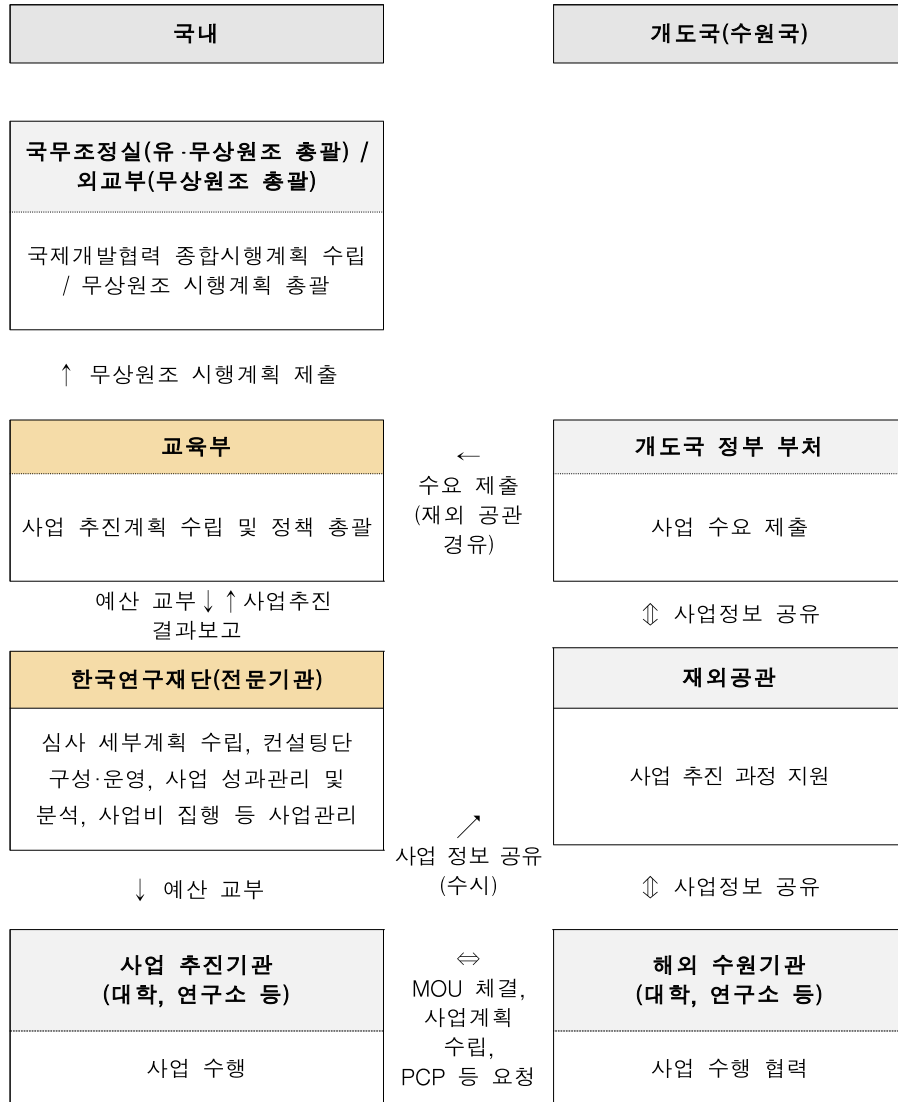 국내
개도국(수원국)
국무조정실(유·무상원조 총괄) /
외교부(무상원조 총괄)
국제개발협력 종합시행계획 수립
/ 무상원조 시행계획 총괄
↑ 무상원조 시행계획 제출
교육부
사업 추진계획 수립 및 정책 총괄
←
수요 제출
(재외 공관
경유)
개도국 정부 부처
사업 수요 제출
예산 교부↓↑사업추진
결과보고
⇕ 사업정보 공유
한국연구재단(전문기관)
심사 세부계획 수립, 컨설팅단
구성·운영, 사업 성과관리 및
분석, 사업비 집행 등 사업관리
재외공관
사업 추진 과정 지원
↗
사업 정보 공유
(수시)
↓ 예산 교부
⇕ 사업정보 공유
사업 추진기관
(대학, 연구소 등)
사업 수행
⇔
MOU 체결,
사업계획
수립,
PCP 등 요청
해외 수원기관
(대학, 연구소 등)
사업 수행 협력